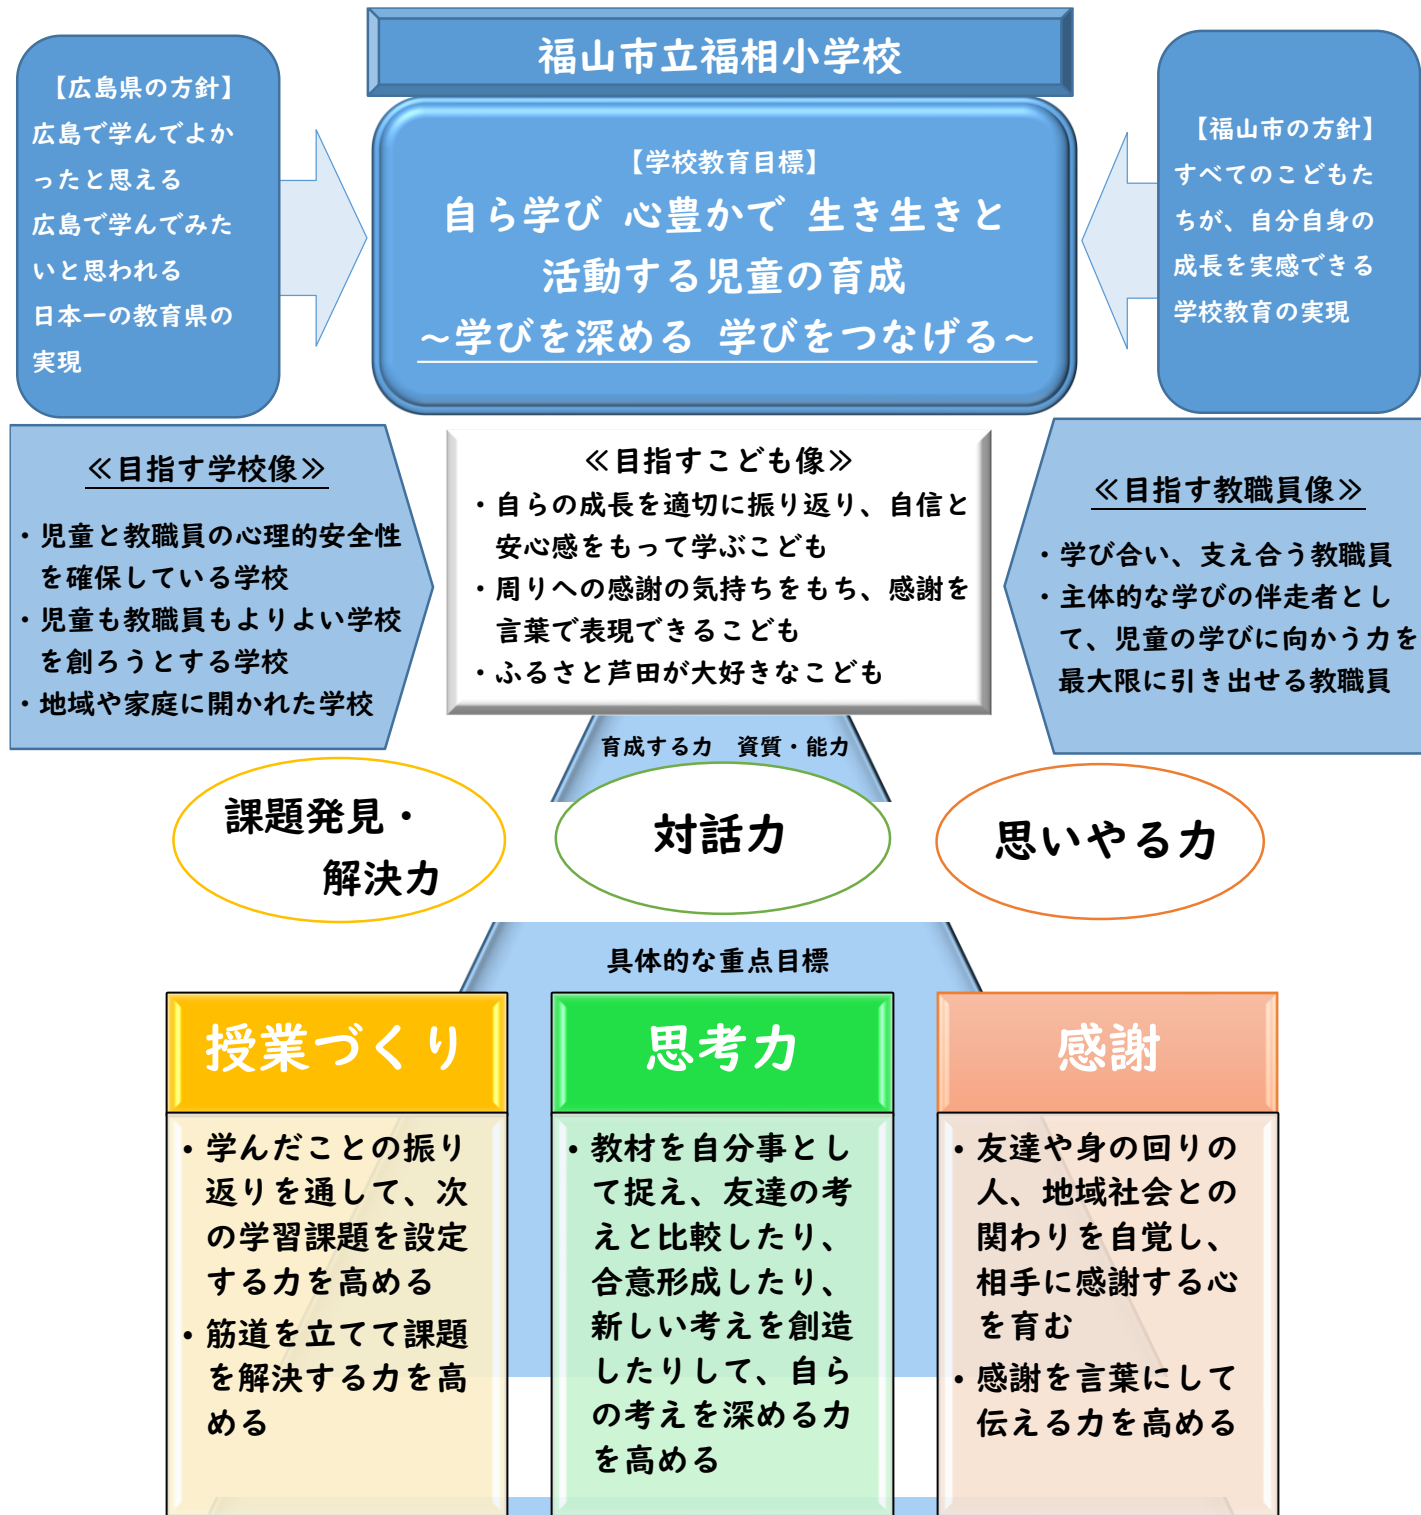 福山市立福相小学校
【広島県の方針】
広島で学んでよか
ったと思える
広島で学んでみた
いと思われる
日本一の教育県の
実現
【学校教育目標】
自ら学び 心豊かで 生き生きと
活動する児童の育成
～学びを深める 学びをつなげる～
【福山市の方針】
すべてのこどもた
ちが、自分自身の
成長を実感できる
学校教育の実現
≪目指す学校像≫
・児童と教職員の心理的安全性
を確保している学校
・児童も教職員もよりよい学校
を創ろうとする学校
・地域や家庭に開かれた学校
≪目指すこども像≫
・自らの成長を適切に振り返り、自信と
安心感をもって学ぶこども
・周りへの感謝の気持ちをもち、感謝を
言葉で表現できるこども
・ふるさと芦田が大好きなこども
≪目指す教職員像≫
・学び合い、支え合う教職員
・主体的な学びの伴走者とし
て、児童の学びに向かう力を
最大限に引き出せる教職員
育成する力　資質・能力
課題発見・
解決力
対話力
思いやる力
具体的な重点目標
授業づくり
・学んだことの振り
返りを通して、次
の学習課題を設定
する力を高める
・筋道を立てて課題
を解決する力を高
める
思考力
・教材を自分事とし
て捉え、友達の考
えと比較したり、
合意形成したり、
新しい考えを創造
したりして、自ら
の考えを深める力
を高める
感謝
・友達や身の回りの
人、地域社会との
関わりを自覚し、
相手に感謝する心
を育む
・感謝を言葉にして
伝える力を高める